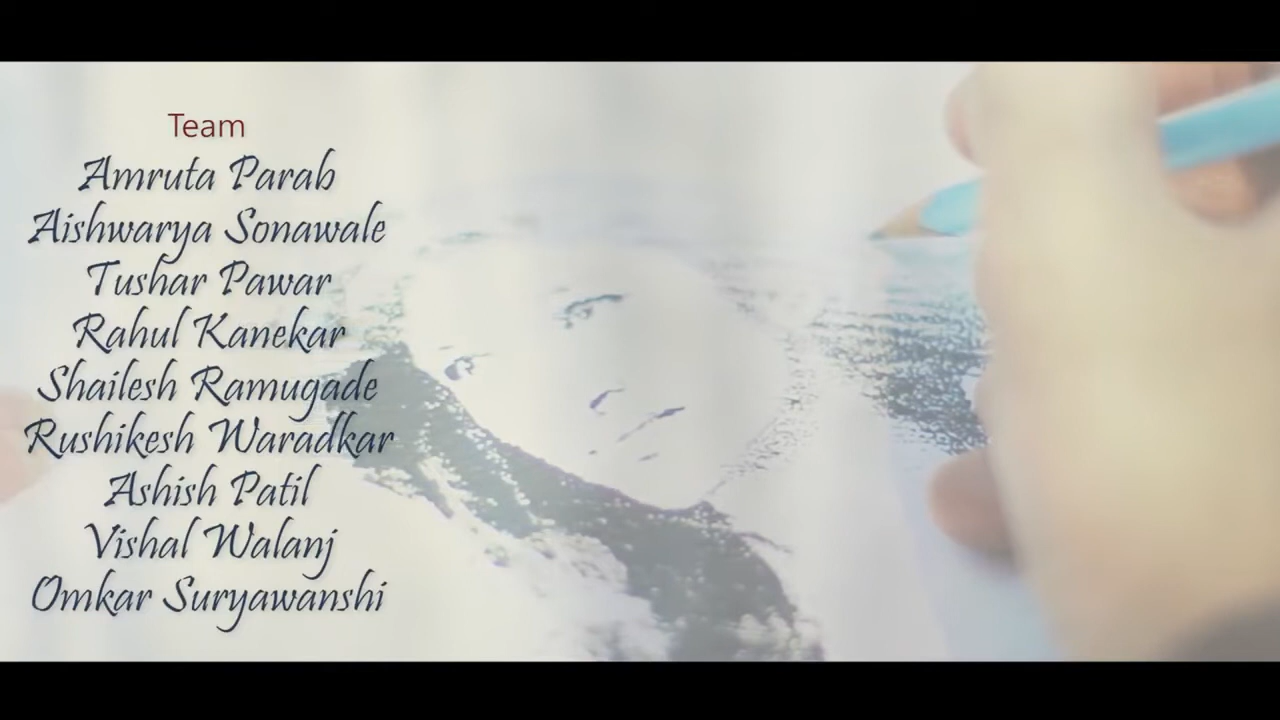 Team
Amruta Parab
Aishwarya Sonawale
Tushar Pawar
Rahul Kanekar
Shailesh Ramugade
Rushikesh Waradkar
Ashish Patil
Vishal Walanj
Omkar Suryawanshi